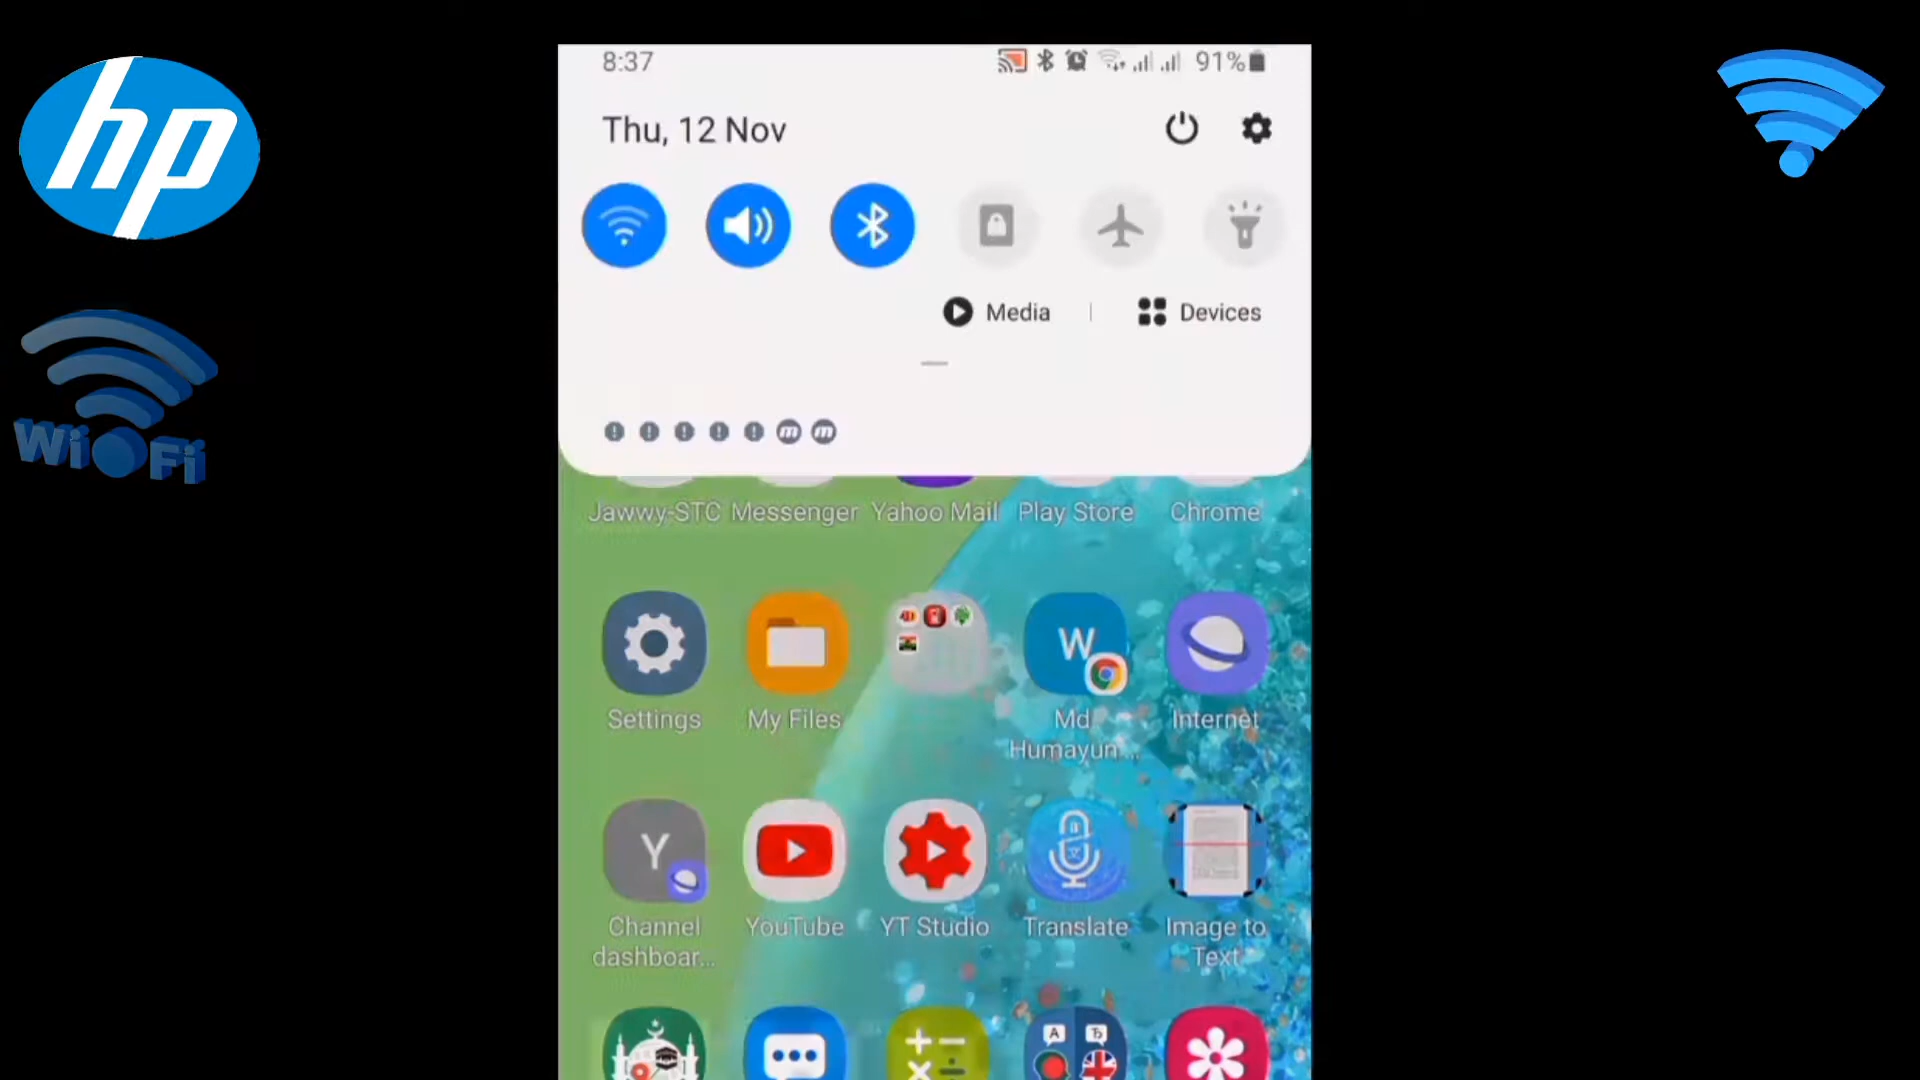 hp
Wi Fi
8:37
91%
Thu, 12 Nov
Media
Devices
Jawwy-STC Messenger Yahoo Mail Play Store Chrome
Settings My Files Md Humayun... Internet
W
Y
Channel dashboar... YouTube YT Studio Translate Image to Text